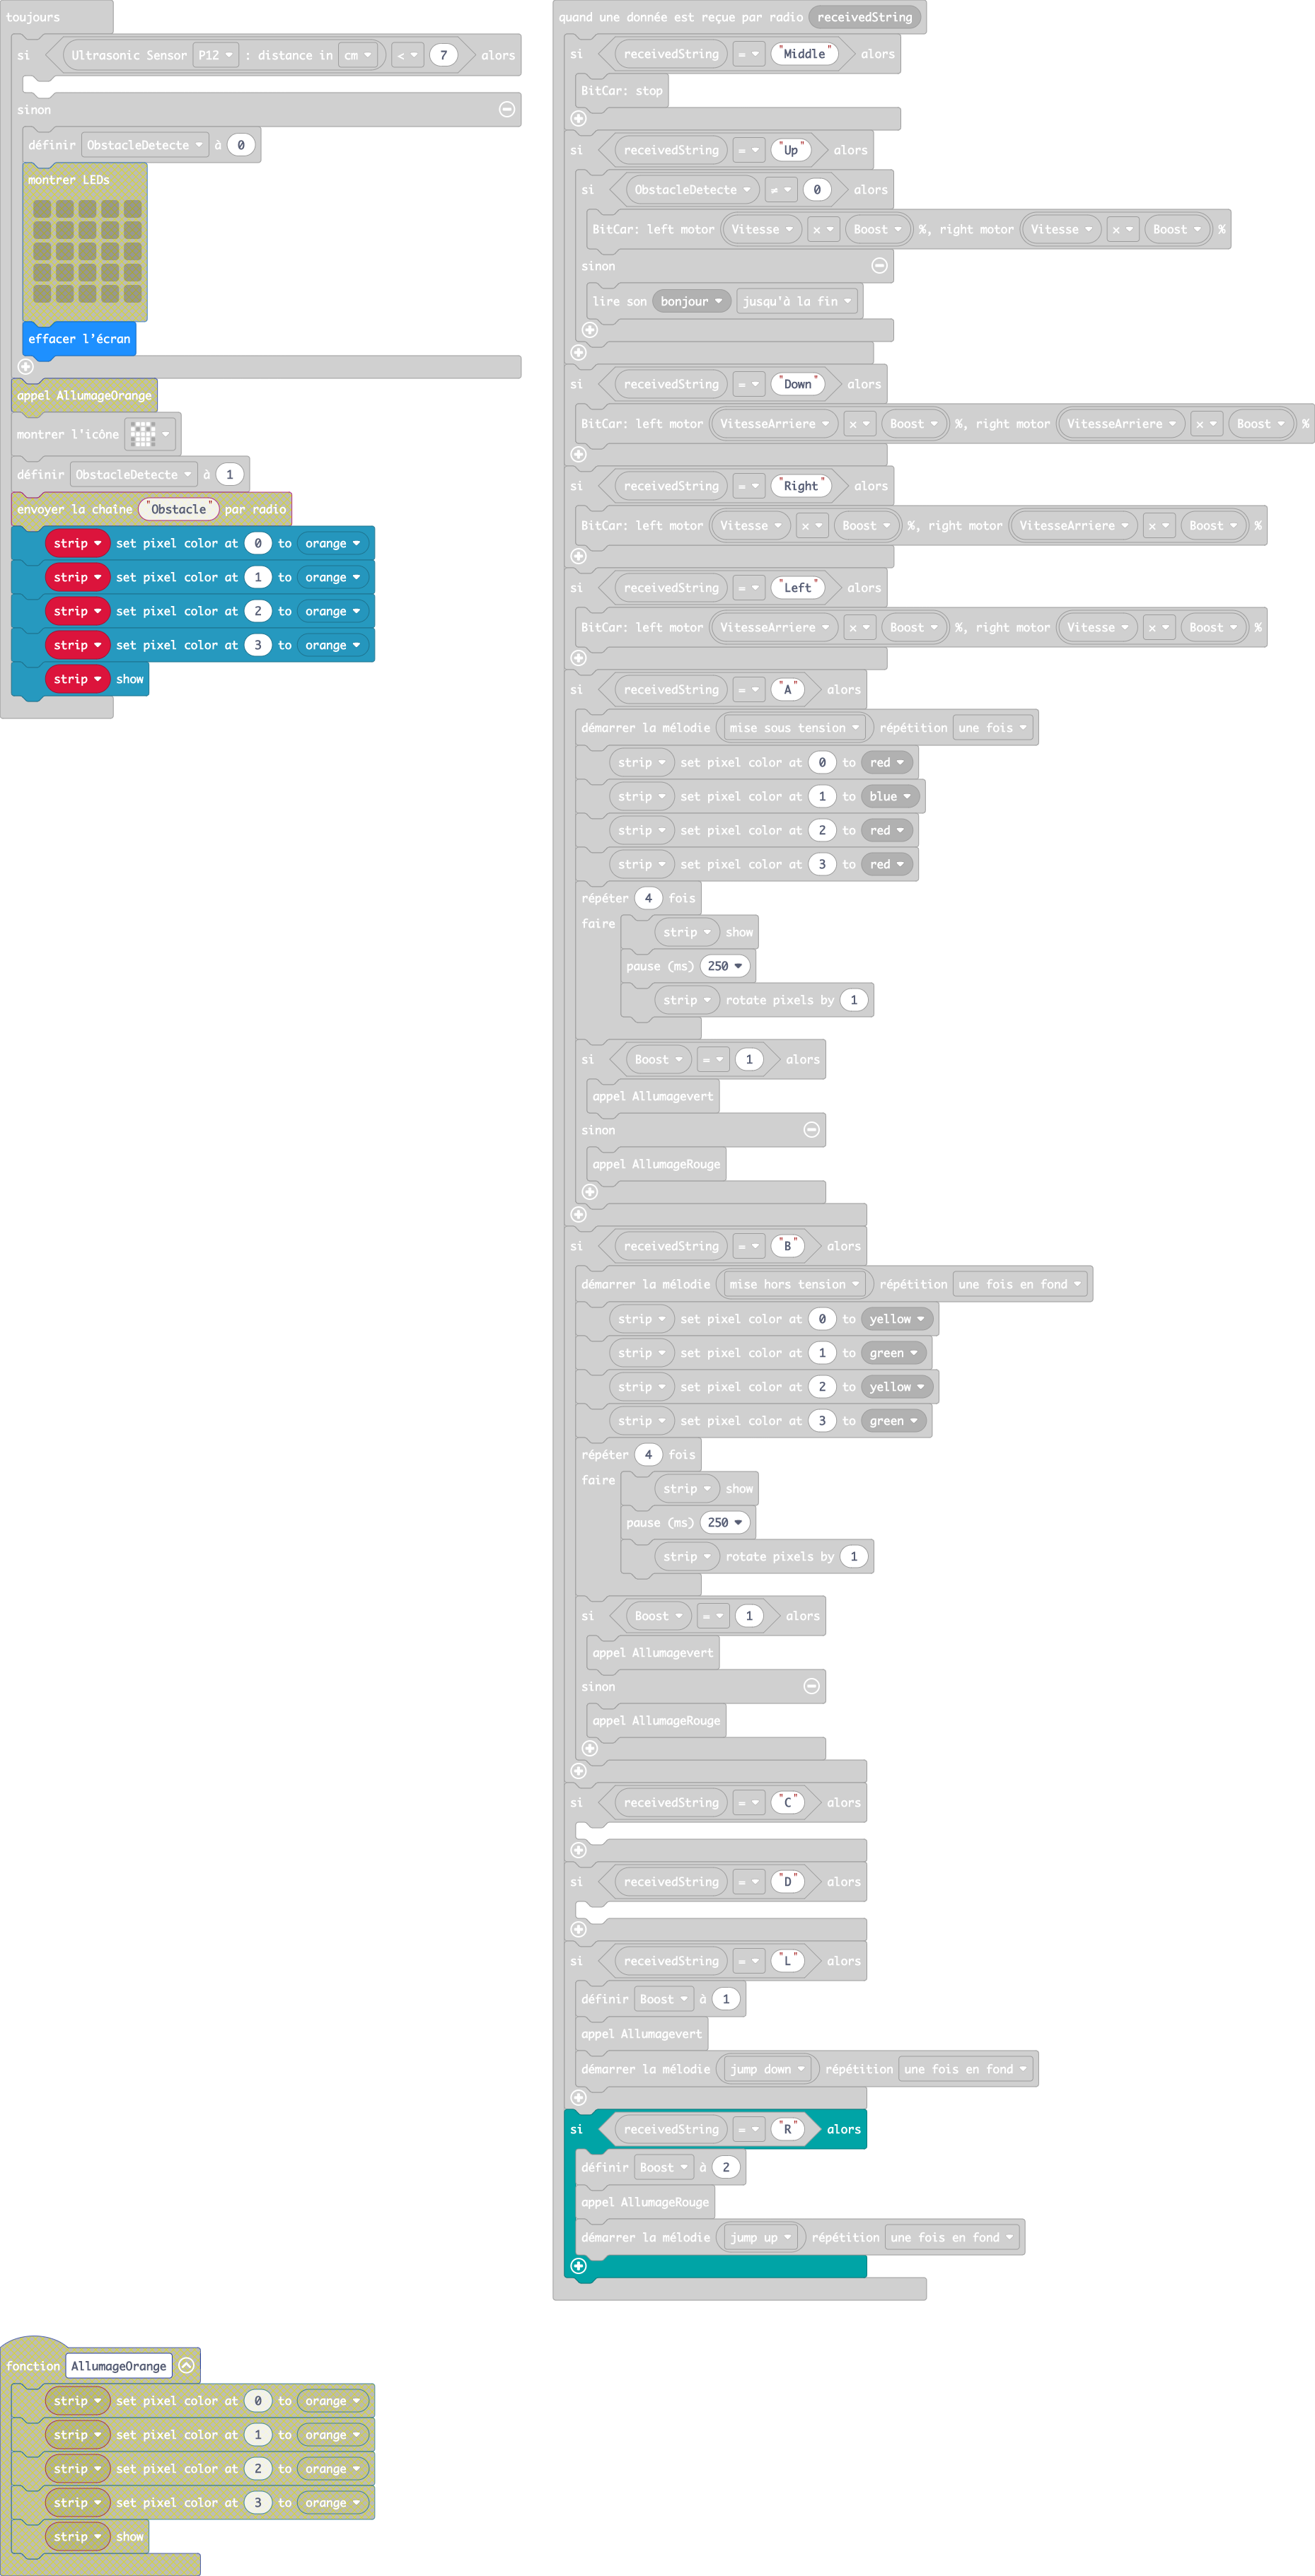 toujours
si Ultrasonic Sensor P12 : distance in cm < 7 alors
sinon
définir ObstacleDetecte à 0
montrer LEDs
effacer l’écran
appel AllumageOrange
montrer l’icône
définir ObstacleDetecte à 1
envoyer la chaîne "Obstacle" par radio
strip set pixel color at 0 to orange
strip set pixel color at 1 to orange
strip set pixel color at 2 to orange
strip set pixel color at 3 to orange
strip show
quand une donnée est reçue par radio receivedString
si receivedString = "Middle" alors
BitCar: stop
si receivedString = "Up" alors
si ObstacleDetecte ≠ 0 alors
BitCar: left motor Vitesse × Boost %, right motor Vitesse × Boost %
sinon
lire son bonjour jusqu’à la fin
si receivedString = "Down" alors
BitCar: left motor VitesseArriere × Boost %, right motor VitesseArriere × Boost %
si receivedString = "Right" alors
BitCar: left motor Vitesse × Boost %, right motor VitesseArriere × Boost %
si receivedString = "Left" alors
BitCar: left motor VitesseArriere × Boost %, right motor Vitesse × Boost %
si receivedString = "A" alors
démarrer la mélodie mise sous tension répétition une fois
strip set pixel color at 0 to red
strip set pixel color at 1 to blue
strip set pixel color at 2 to red
strip set pixel color at 3 to red
répéter 4 fois
faire strip show
pause (ms) 250
strip rotate pixels by 1
si Boost = 1 alors
appel Allumagevert
sinon
appel AllumageRouge
si receivedString = "B" alors
démarrer la mélodie mise hors tension répétition une fois en fond
strip set pixel color at 0 to yellow
strip set pixel color at 1 to green
strip set pixel color at 2 to yellow
strip set pixel color at 3 to green
répéter 4 fois
faire strip show
pause (ms) 250
strip rotate pixels by 1
si Boost = 1 alors
appel Allumagevert
sinon
appel AllumageRouge
si receivedString = "C" alors
si receivedString = "D" alors
si receivedString = "L" alors
définir Boost à 1
appel Allumagevert
démarrer la mélodie jump down répétition une fois en fond
si receivedString = "R" alors
définir Boost à 2
appel AllumageRouge
démarrer la mélodie jump up répétition une fois en fond
fonction AllumageOrange
strip set pixel color at 0 to orange
strip set pixel color at 1 to orange
strip set pixel color at 2 to orange
strip set pixel color at 3 to orange
strip show